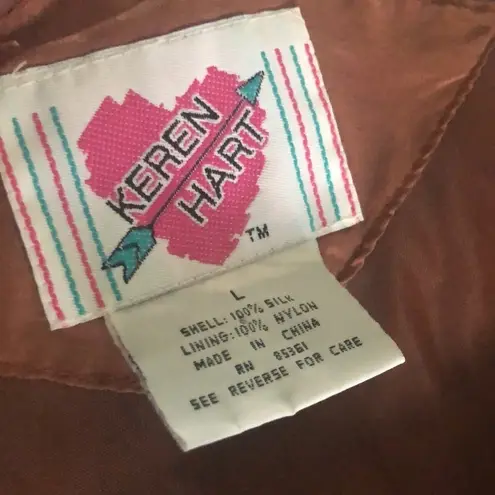 KEREN
HART
TM
L
SHELL: 100% SILK
LINING: 100% NYLON
MADE IN CHINA
RN 85361
SEE REVERSE FOR CARE